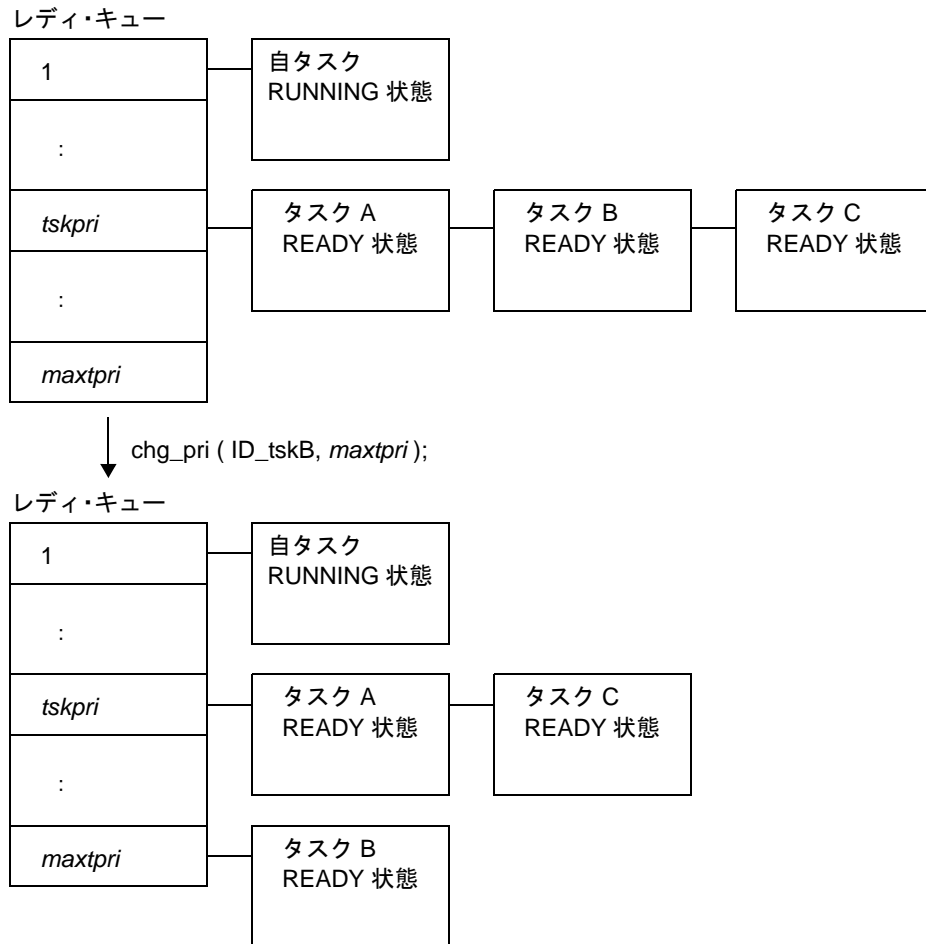 レディ・キュー
1
自タスク
RUNNING 状態
:
tskpri
タスク A
READY 状態
タスク B
READY 状態
タスク C
READY 状態
:
maxtpri
chg_pri ( ID_tskB, maxtpri );
レディ・キュー
1
自タスク
RUNNING 状態
:
tskpri
タスク A
READY 状態
タスク C
READY 状態
:
maxtpri
タスク B
READY 状態